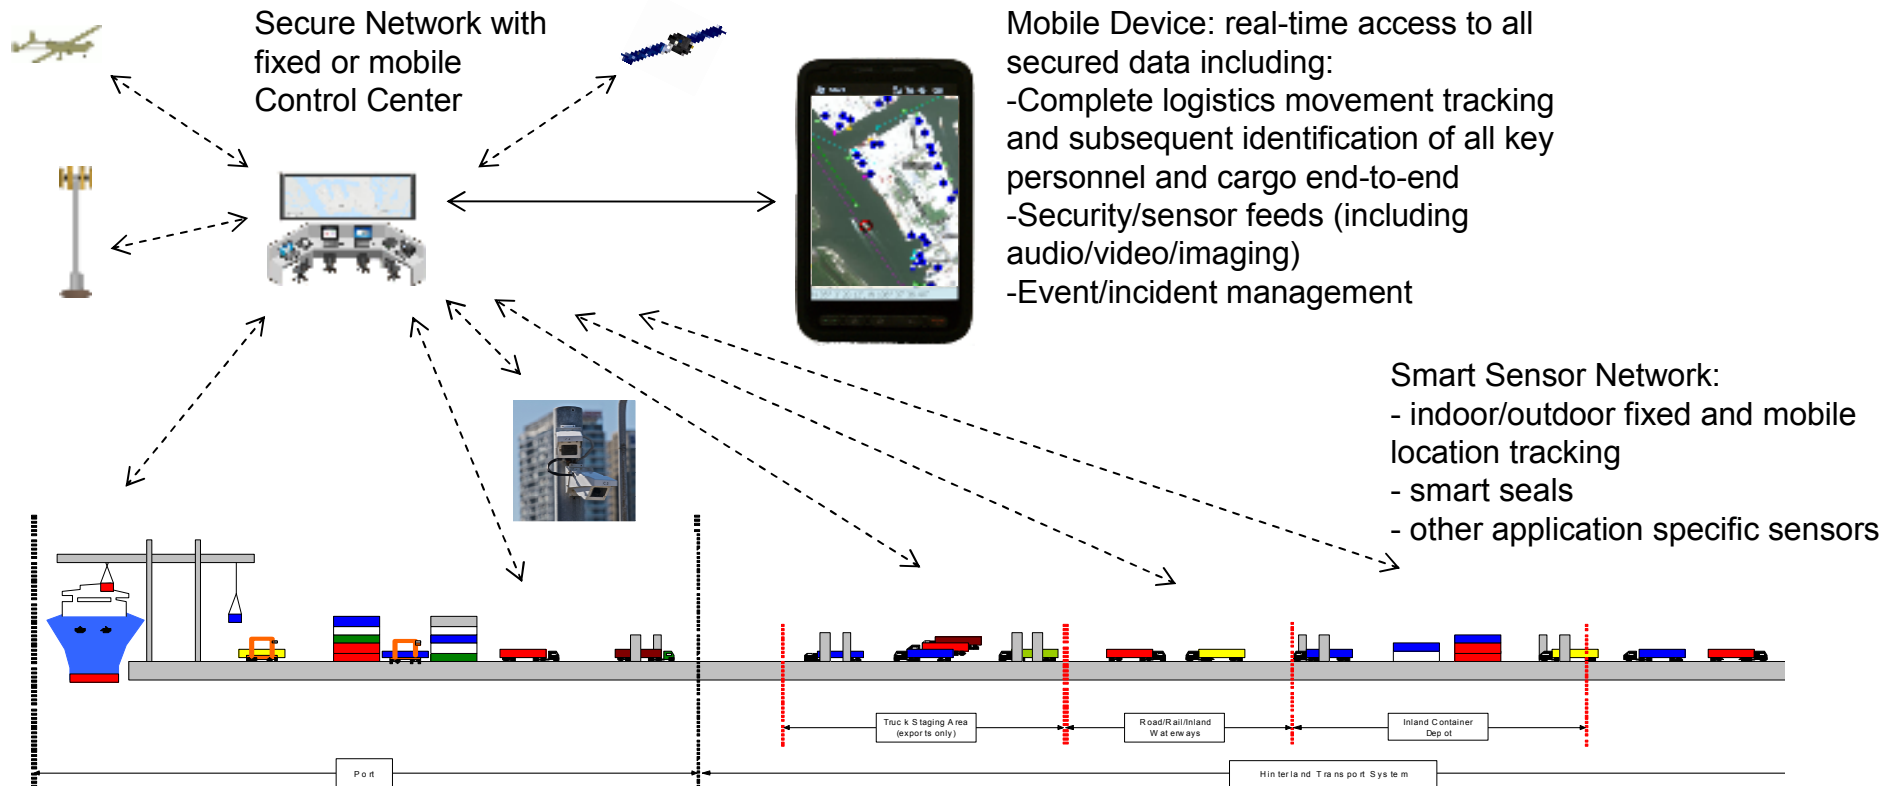 Secure Network with
fixed or mobile
Control Center
Mobile Device: real-time access to all
secured data including:
-Complete logistics movement tracking
and subsequent identification of all key
personnel and cargo end-to-end
-Security/sensor feeds (including
audio/video/imaging)
-Event/incident management
Smart Sensor Network:
- indoor/outdoor fixed and mobile
location tracking
- smart seals
- other application specific sensors
Truck Staging Area
(exports only)
Road/Rail/Inland
Waterways
Inland Container
Depot
Port
Hinterland Transport System